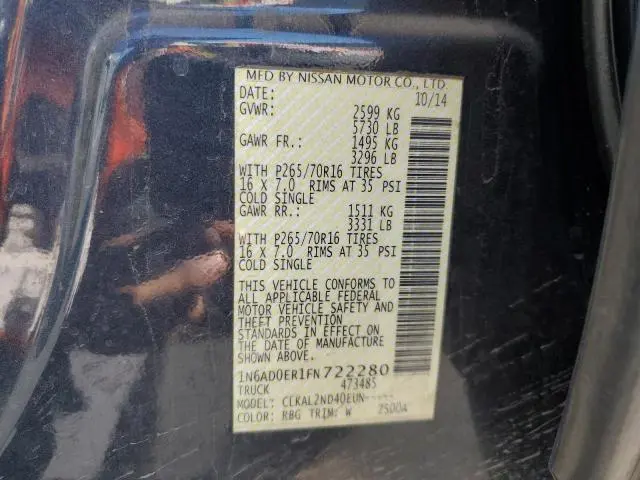 MFD BY NISSAN MOTOR CO., LTD.
DATE: 10/14
GVWR: 2599 KG
5730 LB
GAWR FR.: 1495 KG
3296 LB
WITH P265/70R16 TIRES
16 X 7.0 RIMS AT 35 PSI
COLD SINGLE
GAWR RR.: 1511 KG
3331 LB
WITH P265/70R16 TIRES
16 X 7.0 RIMS AT 35 PSI
COLD SINGLE
THIS VEHICLE CONFORMS TO
ALL APPLICABLE FEDERAL
MOTOR VEHICLE SAFETY AND
THEFT PREVENTION
STANDARDS IN EFFECT ON
THE DATE OF MANUFACTURE
SHOWN ABOVE.
1N6AD0ER1FN722280
TRUCK 473485
MODEL: CLKAL2ND40EUN-----
COLOR: RBG TRIM: W 2500A